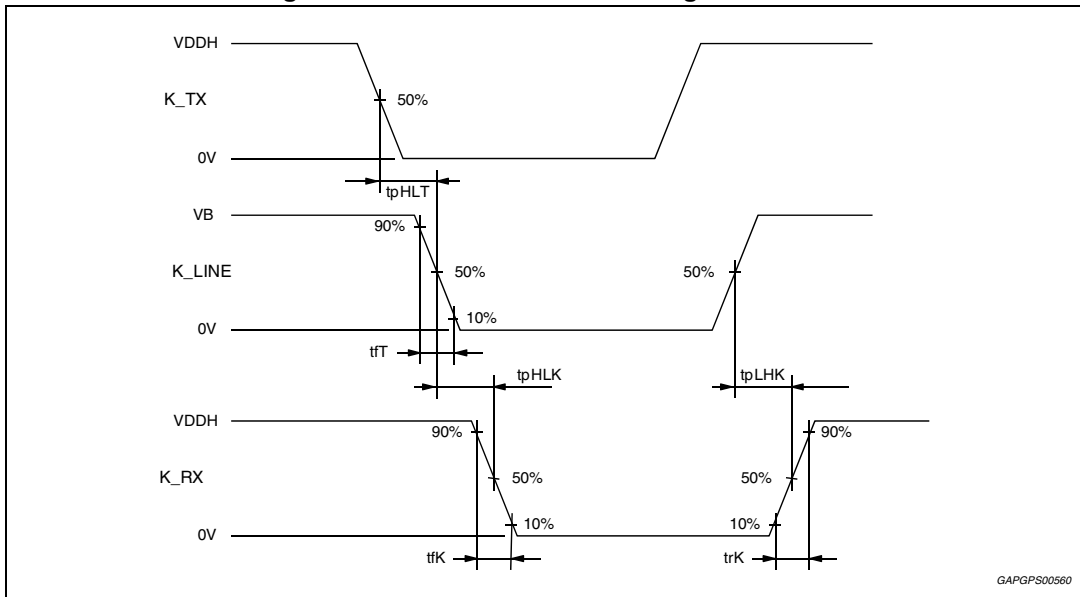 VDDH
K_TX
50%
0V
tpHLT
VB
90%
K_LINE
50%
50%
10%
0V
tfT
tpHLK
tpLHK
VDDH
90%
90%
K_RX
50%
50%
10%
10%
0V
tfK
trK
GAPGPS00560